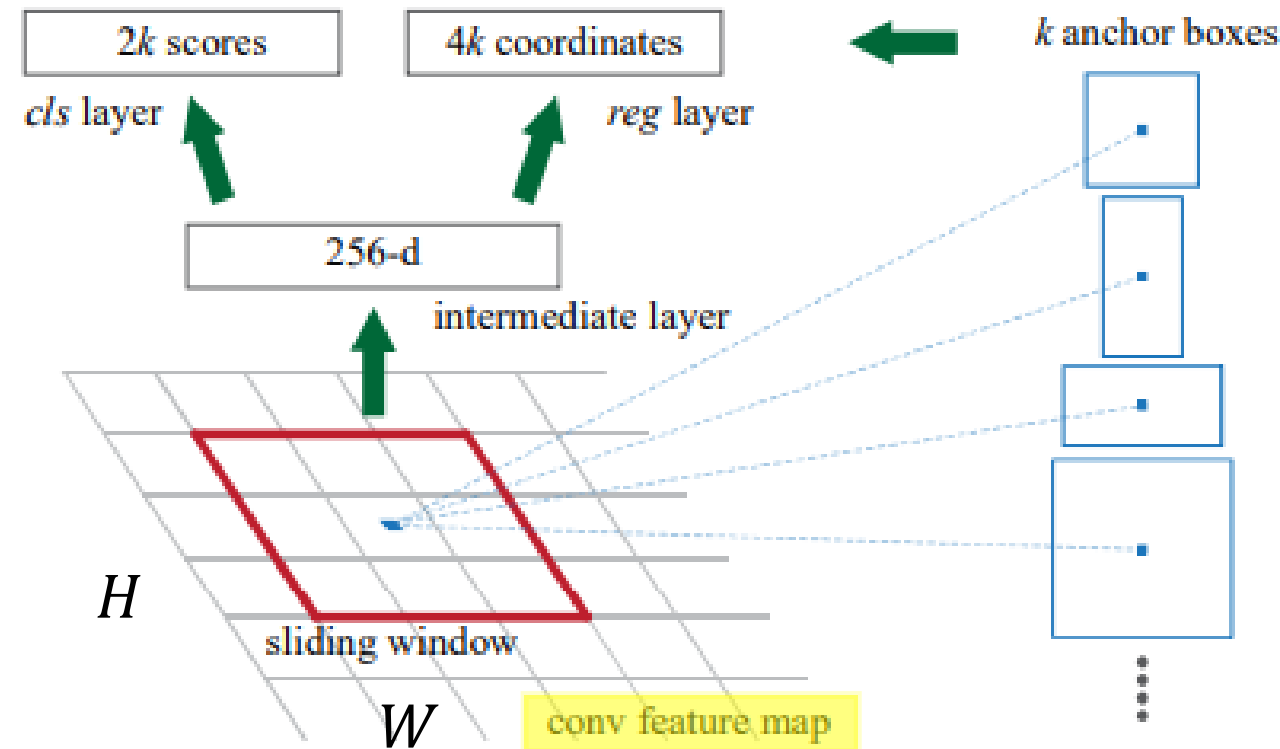 2k scores
4k coordinates
k anchor boxes
cls layer
reg layer
256-d
intermediate layer
H
sliding window
W
conv feature map